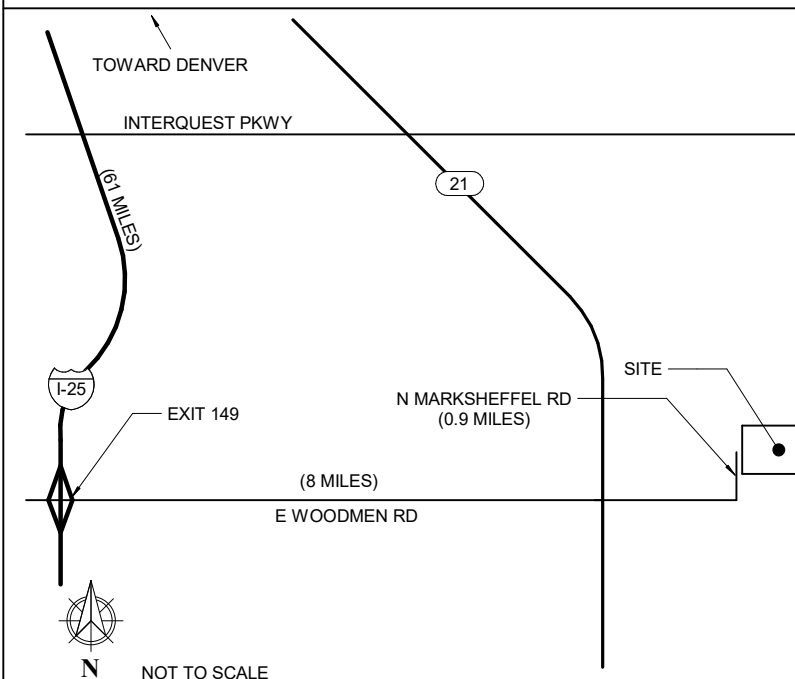 TOWARD DENVER
INTERQUEST PKWY
(61 MILES)
21
I-25
EXIT 149
SITE
N MARKSHEFFEL RD
(0.9 MILES)
(8 MILES)
E WOODMEN RD
N
NOT TO SCALE